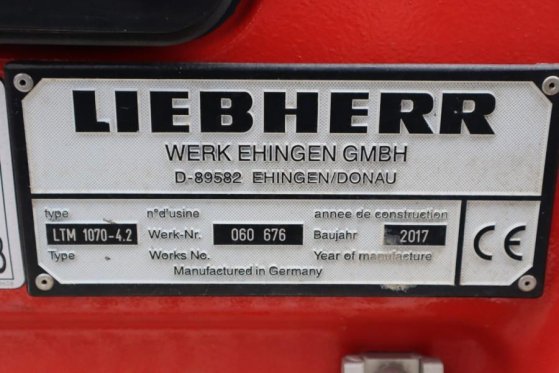 LIEBHERR
WERK EHINGEN GMBH
D-89582 EHINGEN/DONAU
type n°d'usine annee de construction
LTM 1070-4.2 Werk-Nr. 060 676 Baujahr 2017
Type Works No. Year of manufacture
Manufactured in Germany
CE